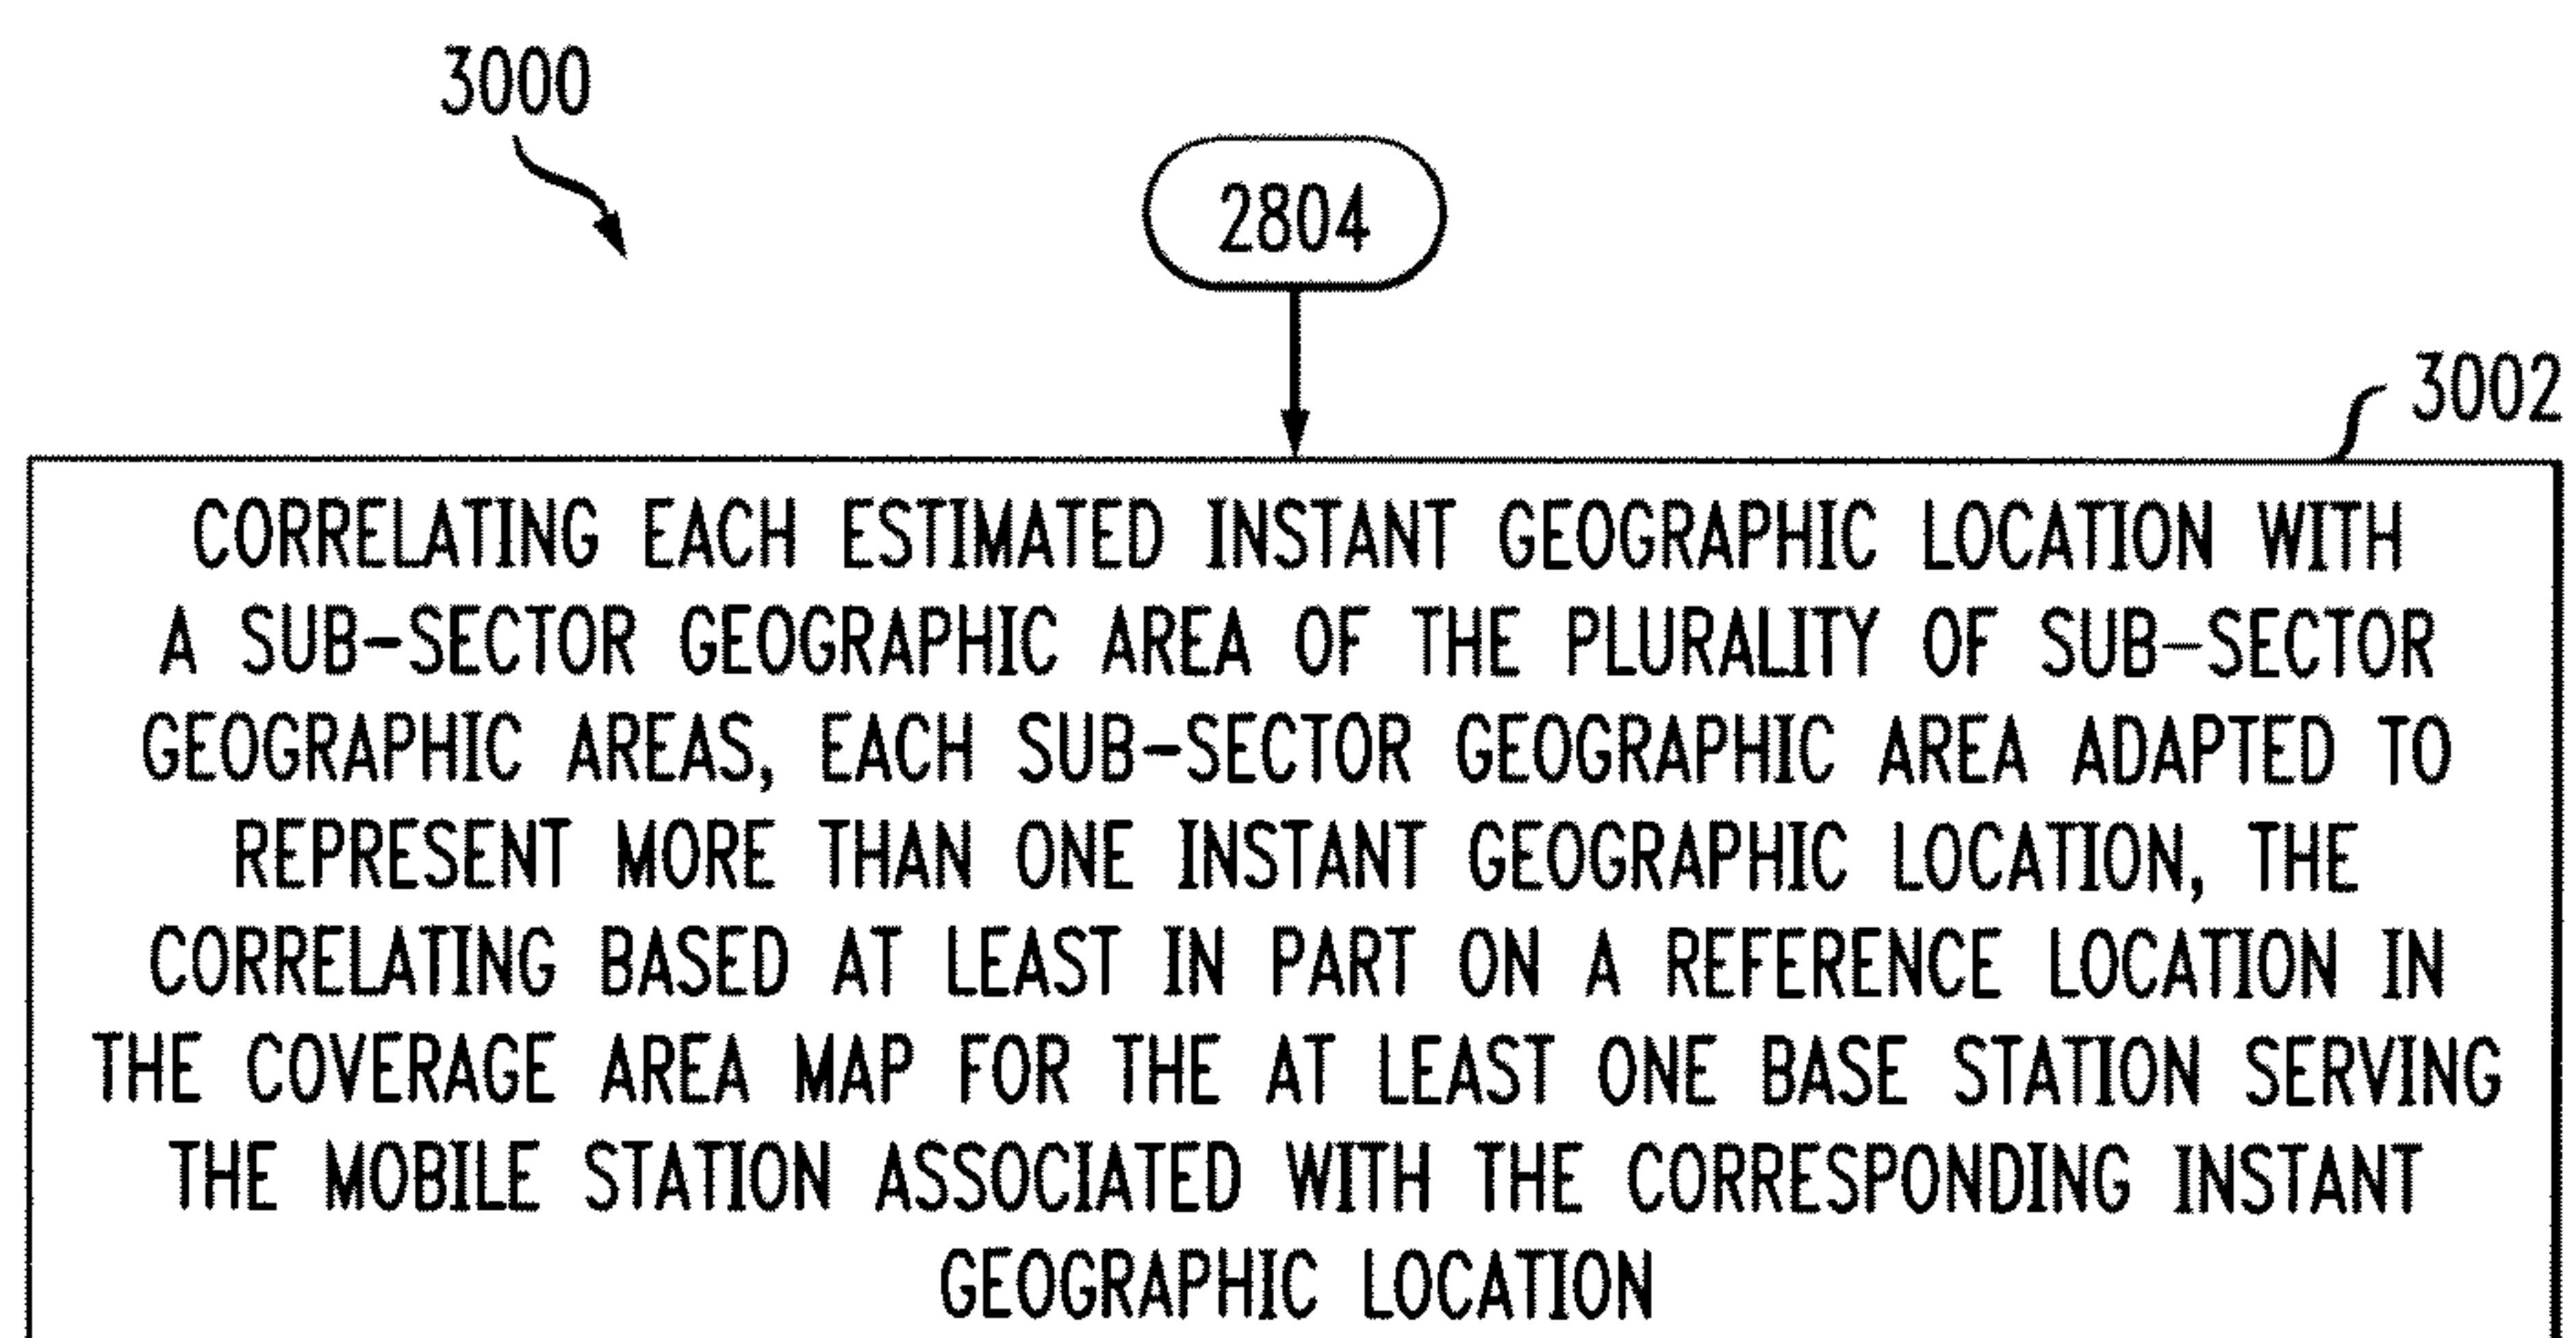 3000
2804
3002
CORRELATING EACH ESTIMATED INSTANT GEOGRAPHIC LOCATION WITH
A SUB-SECTOR GEOGRAPHIC AREA OF THE PLURALITY OF SUB-SECTOR
GEOGRAPHIC AREAS, EACH SUB-SECTOR GEOGRAPHIC AREA ADAPTED TO
REPRESENT MORE THAN ONE INSTANT GEOGRAPHIC LOCATION, THE
CORRELATING BASED AT LEAST IN PART ON A REFERENCE LOCATION IN
THE COVERAGE AREA MAP FOR THE AT LEAST ONE BASE STATION SERVING
THE MOBILE STATION ASSOCIATED WITH THE CORRESPONDING INSTANT
GEOGRAPHIC LOCATION